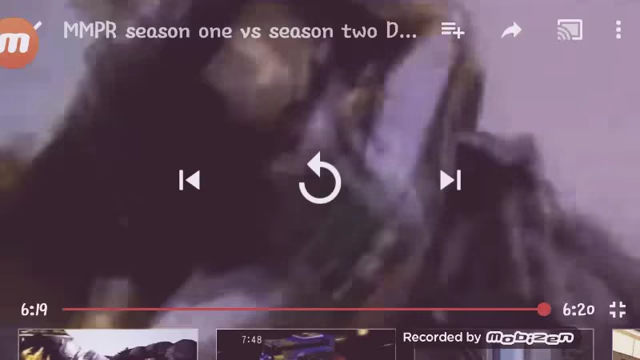 m
MMPR season one vs season two D...
6:19
6:20
7:48
Recorded by Mobizen